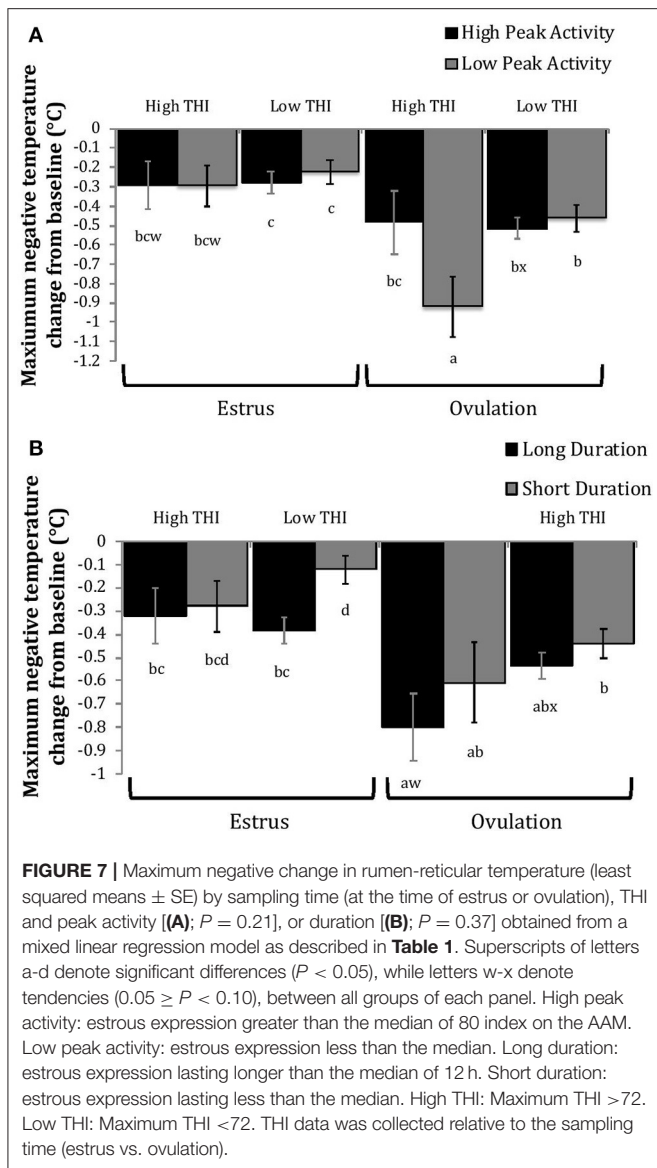 A
High Peak Activity
Low Peak Activity
High THI Low THI High THI Low THI
Maxiumum negative temperature
change from baseline (°C)
0
-0.1
-0.2
-0.3
-0.4
-0.5
-0.6
-0.7
-0.8
-0.9
-1
-1.1
-1.2
bcw bcw c c bc a bx b
Estrus Ovulation
B
Long Duration
Short Duration
High THI Low THI High THI
Maximum negative temperature
change from baseline (°C)
0
-0.1
-0.2
-0.3
-0.4
-0.5
-0.6
-0.7
-0.8
-0.9
-1
bc bcd bc d aw ab abx b
Estrus Ovulation
FIGURE 7 | Maximum negative change in rumen-reticular temperature (least
squared means ± SE) by sampling time (at the time of estrus or ovulation), THI
and peak activity [(A); P = 0.21], or duration [(B); P = 0.37] obtained from a
mixed linear regression model as described in Table 1. Superscripts of letters
a-d denote significant differences (P < 0.05), while letters w-x denote
tendencies (0.05 ≥ P < 0.10), between all groups of each panel. High peak
activity: estrous expression greater than the median of 80 index on the AAM.
Low peak activity: estrous expression less than the median. Long duration:
estrous expression lasting longer than the median of 12 h. Short duration:
estrous expression lasting less than the median. High THI: Maximum THI >72.
Low THI: Maximum THI <72. THI data was collected relative to the sampling
time (estrus vs. ovulation).